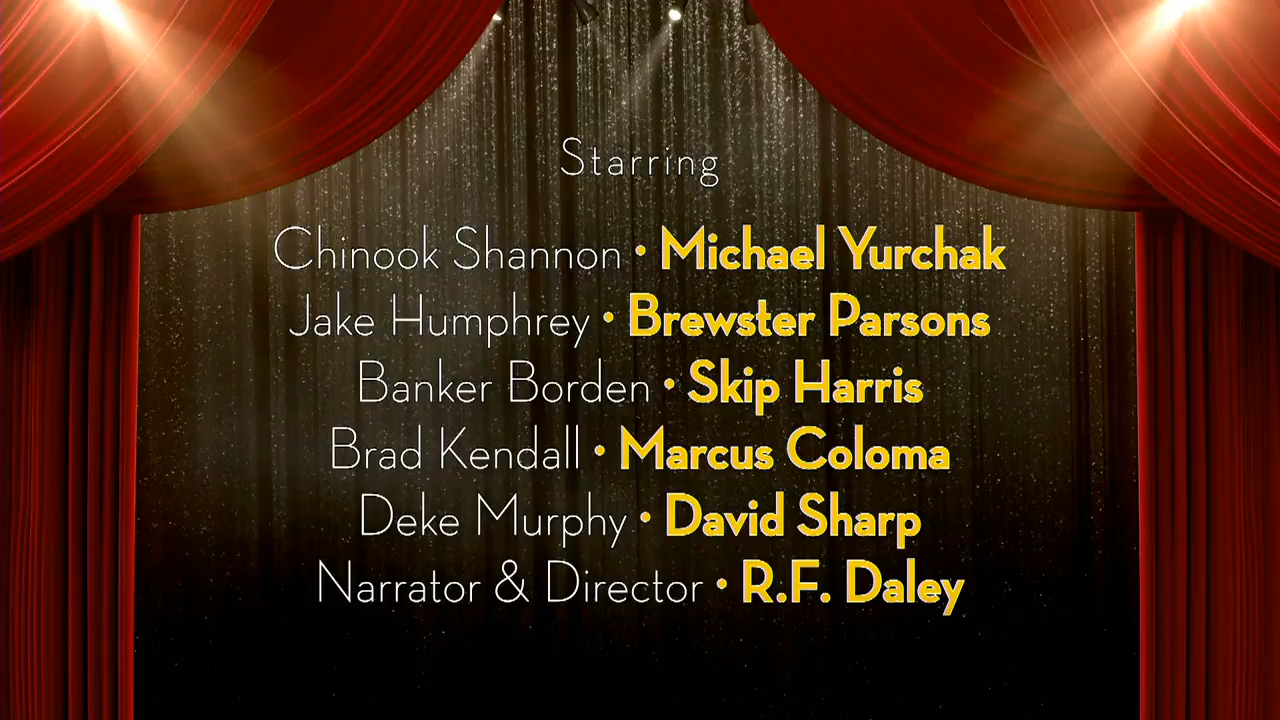 Starring
Chinook Shannon • Michael Yurchak
Jake Humphrey • Brewster Parsons
Banker Borden • Skip Harris
Brad Kendall • Marcus Coloma
Deke Murphy • David Sharp
Narrator & Director • R.F. Daley